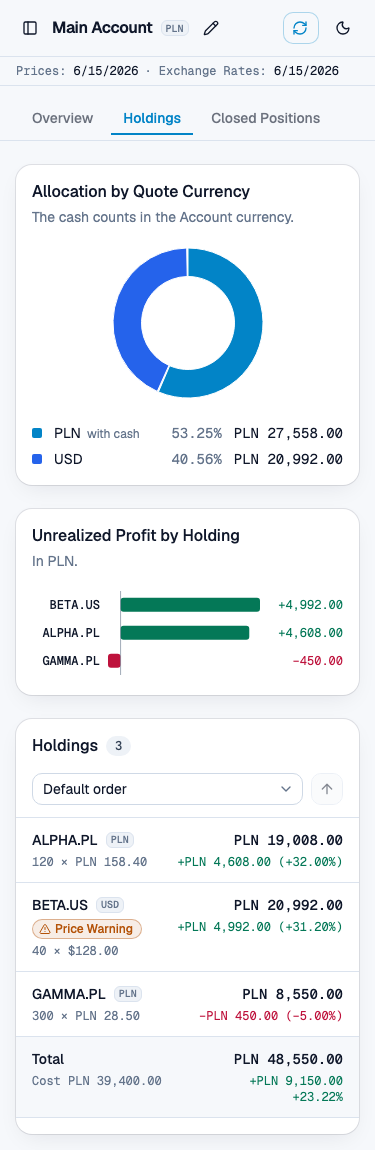 Main Account PLN
Prices: 6/15/2026 · Exchange Rates: 6/15/2026
Overview Holdings Closed Positions
Allocation by Quote Currency
The cash counts in the Account currency.
PLN with cash 53.25% PLN 27,558.00
USD 40.56% PLN 20,992.00
Unrealized Profit by Holding
In PLN.
BETA.US +4,992.00
ALPHA.PL +4,608.00
GAMMA.PL −450.00
Holdings 3
Default order
ALPHA.PL PLN PLN 19,008.00
120 × PLN 158.40 +PLN 4,608.00 (+32.00%)
BETA.US USD PLN 20,992.00
Price Warning +PLN 4,992.00 (+31.20%)
40 × $128.00
GAMMA.PL PLN PLN 8,550.00
300 × PLN 28.50 −PLN 450.00 (−5.00%)
Total PLN 48,550.00
Cost PLN 39,400.00 +PLN 9,150.00
+23.22%